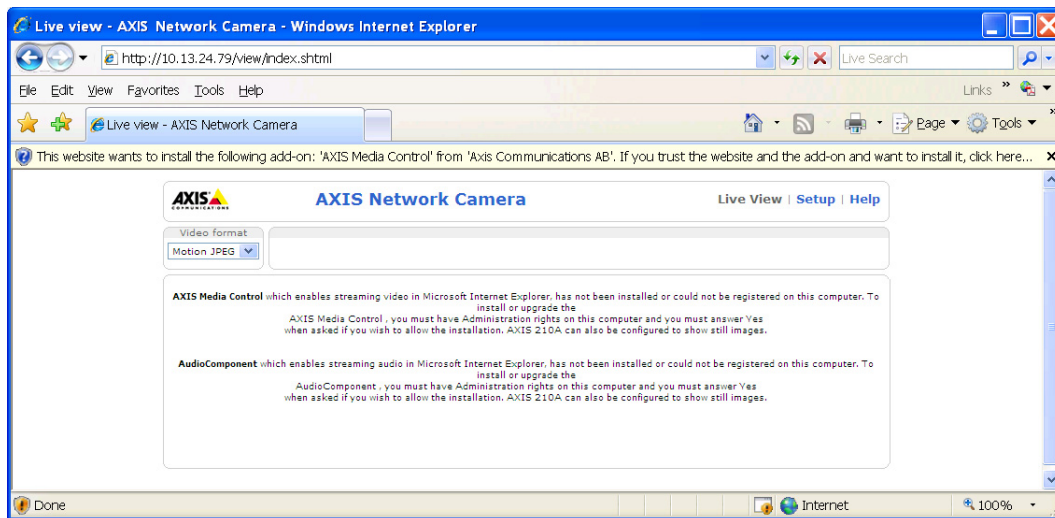 Live view - AXIS Network Camera - Windows Internet Explorer
http://10.13.24.79/view/index.shtml
Live Search
File Edit View Favorites Tools Help
Links »
Live view - AXIS Network Camera
Page Tools »
This website wants to install the following add-on: 'AXIS Media Control' from 'Axis Communications AB'. If you trust the website and the add-on and want to install it, click here...
AXIS
COMMUNICATIONS
AXIS Network Camera
Live View | Setup | Help
Video format
Motion JPEG
AXIS Media Control which enables streaming video in Microsoft Internet Explorer, has not been installed or could not be registered on this computer. To
install or upgrade the
AXIS Media Control , you must have Administration rights on this computer and you must answer Yes
when asked if you wish to allow the installation. AXIS 210A can also be configured to show still images.
AudioComponent which enables streaming audio in Microsoft Internet Explorer, has not been installed or could not be registered on this computer. To
install or upgrade the
AudioComponent , you must have Administration rights on this computer and you must answer Yes
when asked if you wish to allow the installation. AXIS 210A can also be configured to show still images.
Done
Internet
100%